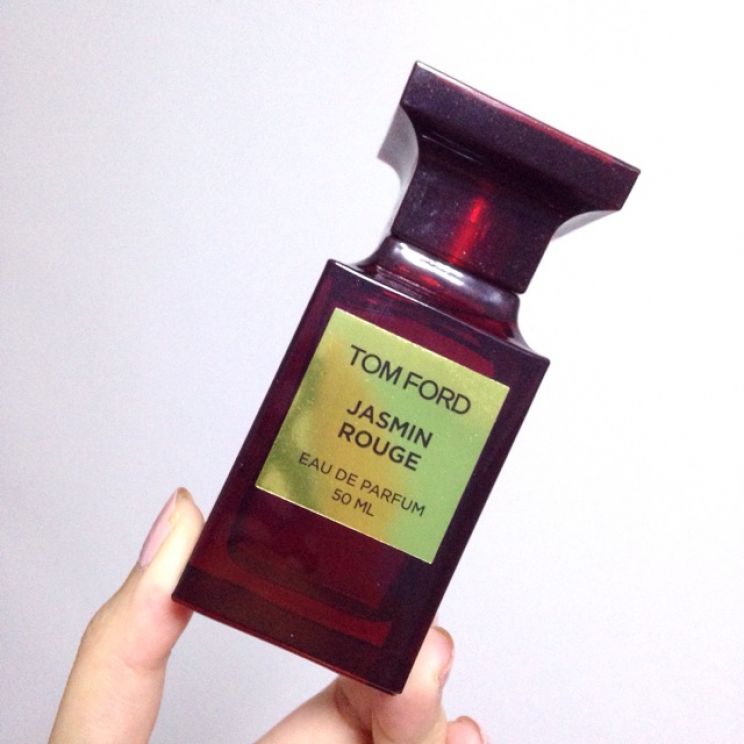 TOM FORD
JASMIN
ROUGE
EAU DE PARFUM
50 ML